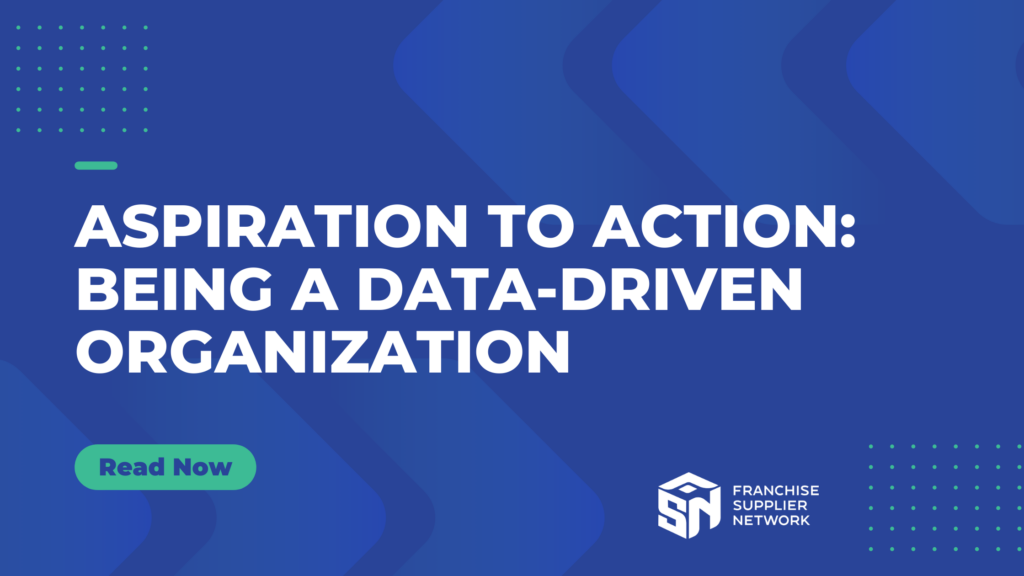 ASPIRATION TO ACTION:
BEING A DATA-DRIVEN
ORGANIZATION
Read Now
FRANCHISE
SUPPLIER
NETWORK